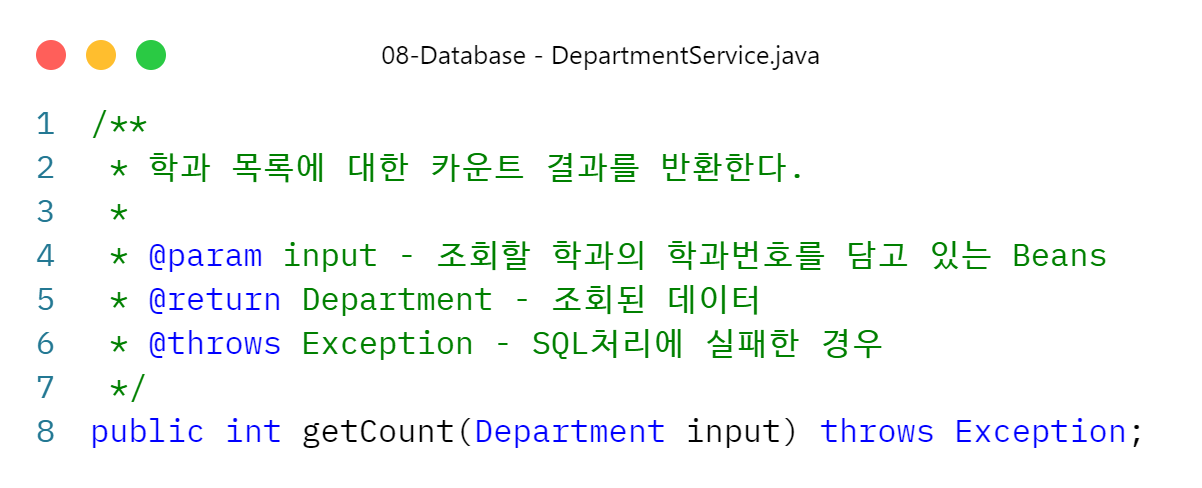 08-Database - DepartmentService.java
1 /**
2  * 학과 목록에 대한 카운트 결과를 반환한다.
3  *
4  * @param input - 조회할 학과의 학과번호를 담고 있는 Beans
5  * @return Department - 조회된 데이터
6  * @throws Exception - SQL처리에 실패한 경우
7  */
8 public int getCount(Department input) throws Exception;